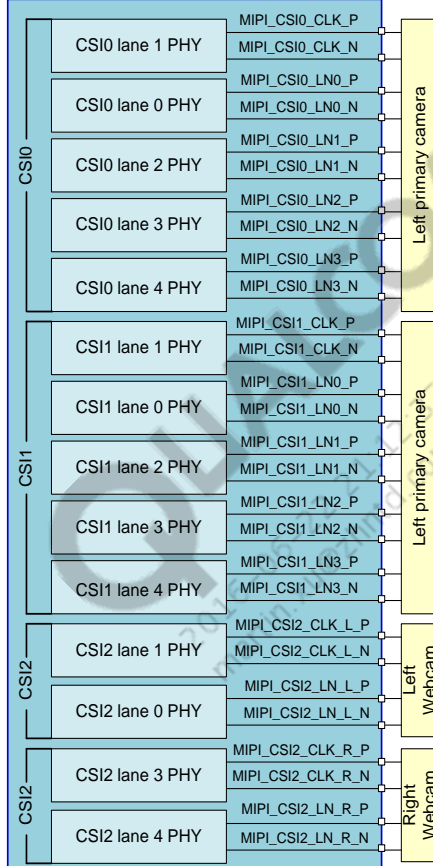 CSI0
CSI0 lane 1 PHY
MIPI_CSI0_CLK_P
MIPI_CSI0_CLK_N
CSI0 lane 0 PHY
MIPI_CSI0_LN0_P
MIPI_CSI0_LN0_N
CSI0 lane 2 PHY
MIPI_CSI0_LN1_P
MIPI_CSI0_LN1_N
CSI0 lane 3 PHY
MIPI_CSI0_LN2_P
MIPI_CSI0_LN2_N
CSI0 lane 4 PHY
MIPI_CSI0_LN3_P
MIPI_CSI0_LN3_N
Left primary camera
CSI1
CSI1 lane 1 PHY
MIPI_CSI1_CLK_P
MIPI_CSI1_CLK_N
CSI1 lane 0 PHY
MIPI_CSI1_LN0_P
MIPI_CSI1_LN0_N
CSI1 lane 2 PHY
MIPI_CSI1_LN1_P
MIPI_CSI1_LN1_N
CSI1 lane 3 PHY
MIPI_CSI1_LN2_P
MIPI_CSI1_LN2_N
CSI1 lane 4 PHY
MIPI_CSI1_LN3_P
MIPI_CSI1_LN3_N
Left primary camera
CSI2
CSI2 lane 1 PHY
MIPI_CSI2_CLK_L_P
MIPI_CSI2_CLK_L_N
CSI2 lane 0 PHY
MIPI_CSI2_LN_L_P
MIPI_CSI2_LN_L_N
Left
Webcam
CSI2
CSI2 lane 3 PHY
MIPI_CSI2_CLK_R_P
MIPI_CSI2_CLK_R_N
CSI2 lane 4 PHY
MIPI_CSI2_LN_R_P
MIPI_CSI2_LN_R_N
Right
Webcam